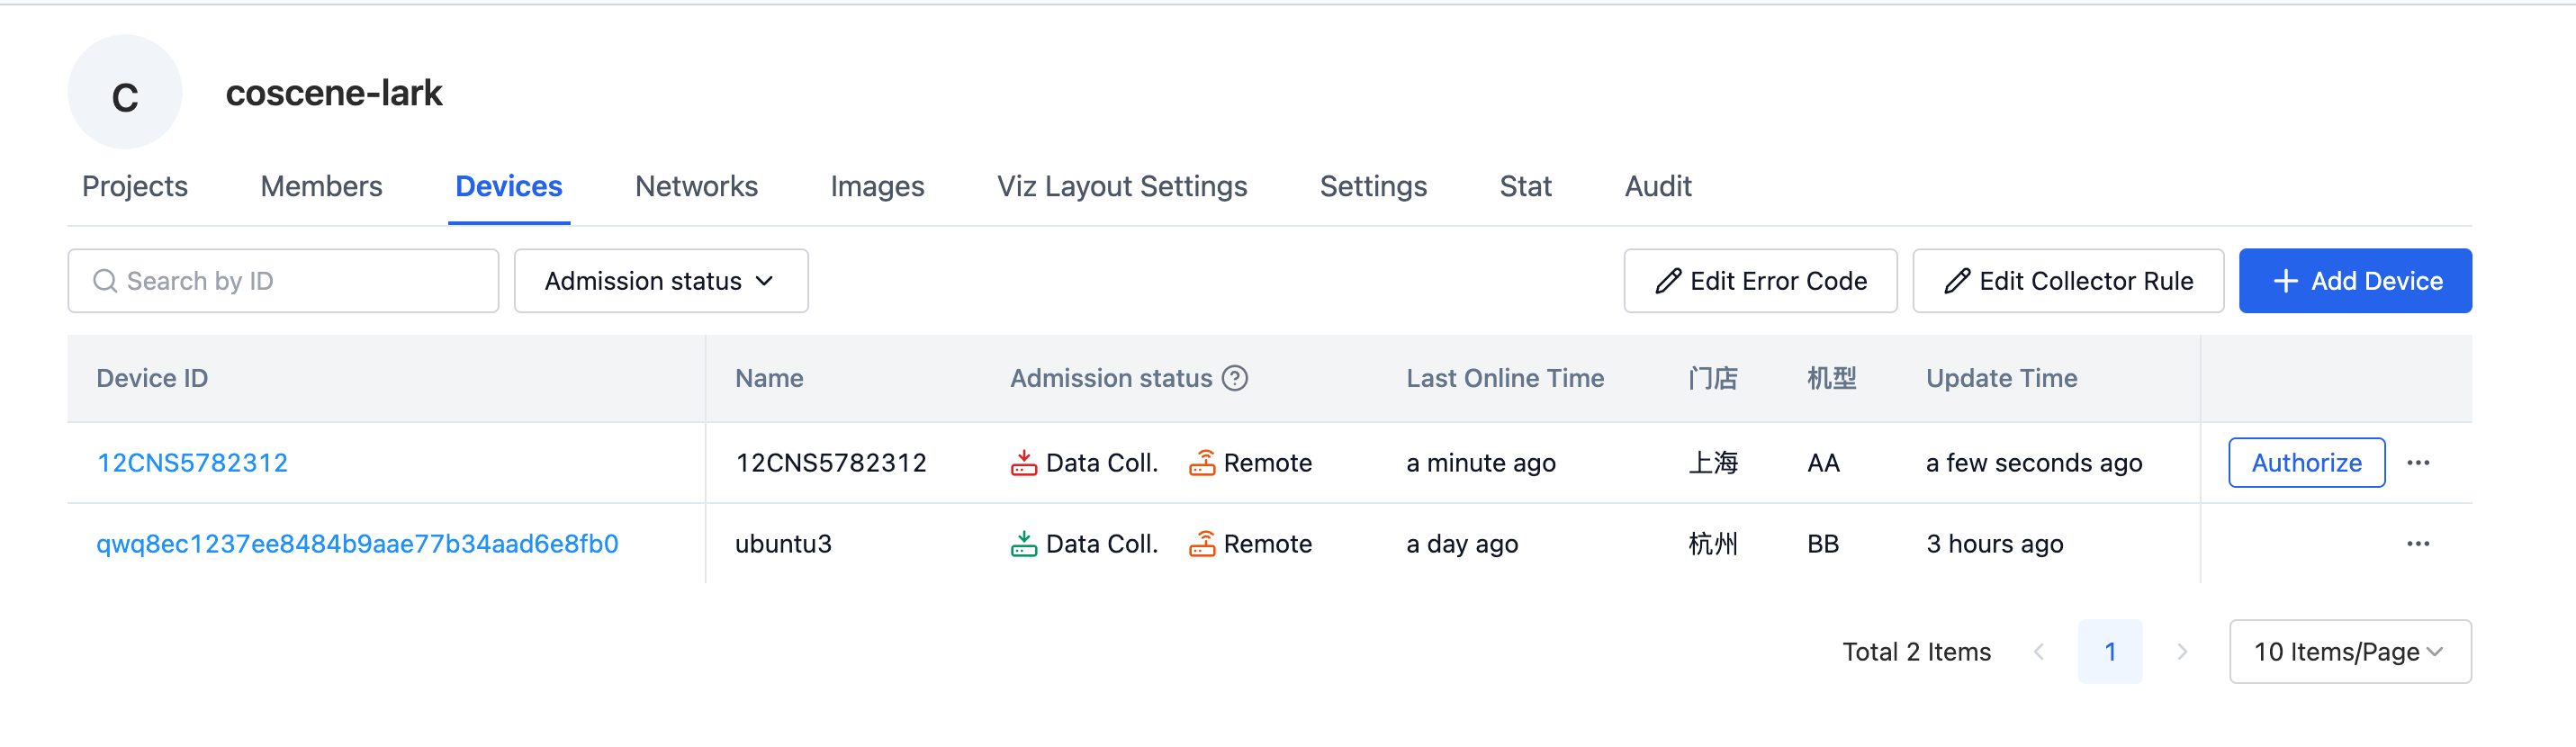 C
coscene-lark
Projects Members Devices Networks Images Viz Layout Settings Settings Stat Audit
Search by ID Admission status Edit Error Code Edit Collector Rule + Add Device
Device ID Name Admission status ? Last Online Time 门店 机型 Update Time
12CNS5782312 12CNS5782312 Data Coll. Remote a minute ago 上海 AA a few seconds ago Authorize ...
qwq8ec1237ee8484b9aae77b34aad6e8fb0 ubuntu3 Data Coll. Remote a day ago 杭州 BB 3 hours ago ...
Total 2 Items < 1 > 10 Items/Page